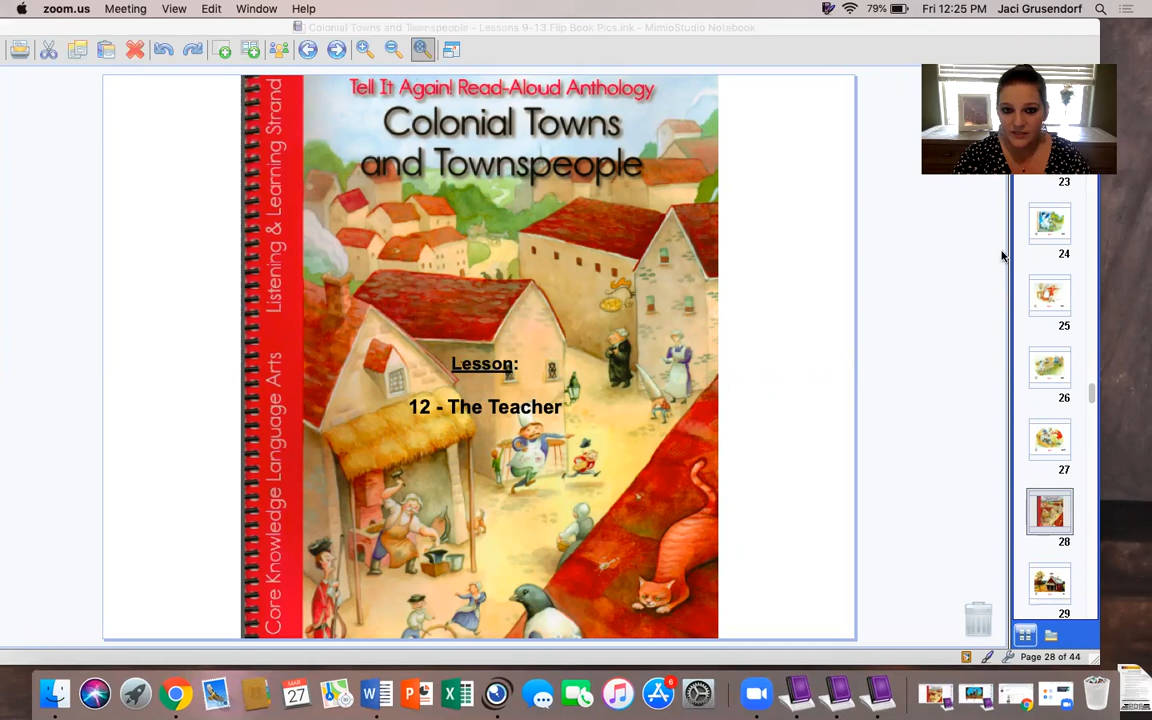 zoom.us Meeting View Edit Window Help 79% Fri 12:25 PM Jaci Grusendorf
Colonial Towns and Townspeople - Lessons 9-13 Flip Book Pics.ink - MimioStudio Notebook
Tell It Again! Read-Aloud Anthology
Colonial Towns
and Townspeople
Listening & Learning Strand
Core Knowledge Language Arts
Lesson:
12 - The Teacher
23
24
25
26
27
28
29
Page 28 of 44
MAR
27
6